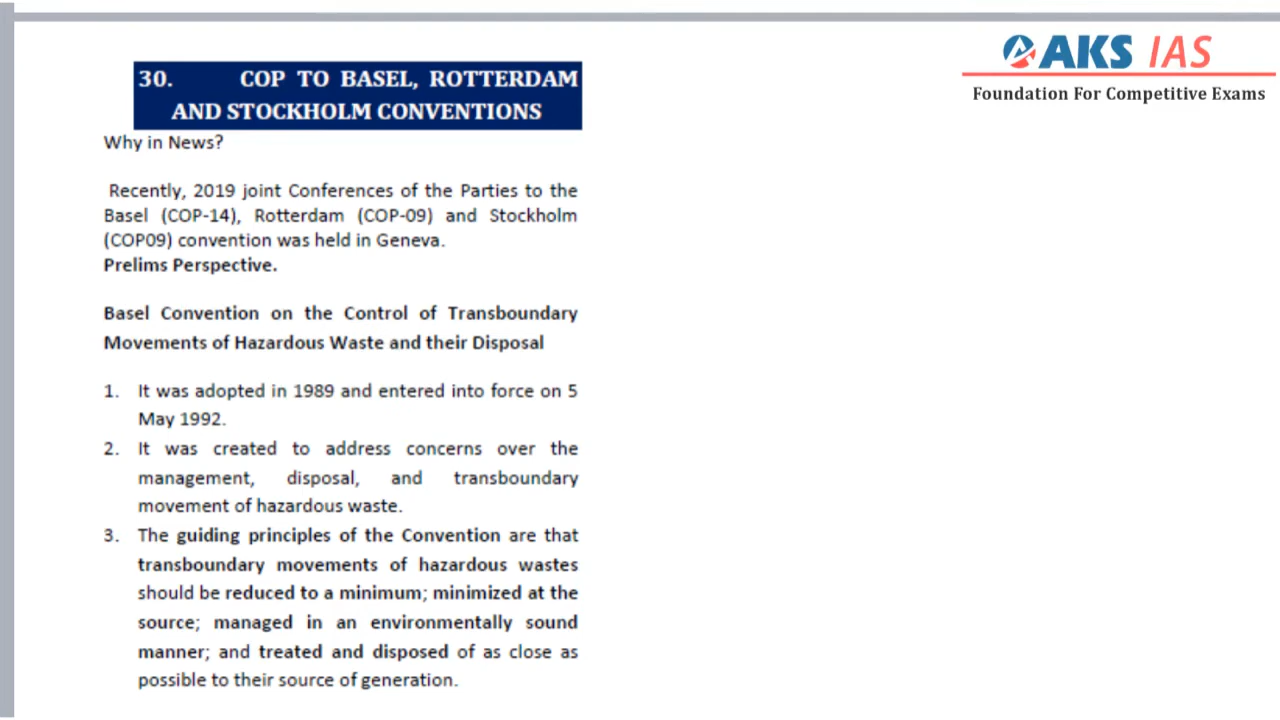 AKS IAS
Foundation For Competitive Exams
30. COP TO BASEL, ROTTERDAM
AND STOCKHOLM CONVENTIONS
Why in News?
Recently, 2019 joint Conferences of the Parties to the
Basel (COP-14), Rotterdam (COP-09) and Stockholm
(COP09) convention was held in Geneva.
Prelims Perspective.
Basel Convention on the Control of Transboundary
Movements of Hazardous Waste and their Disposal
1. It was adopted in 1989 and entered into force on 5
May 1992.
2. It was created to address concerns over the
management, disposal, and transboundary
movement of hazardous waste.
3. The guiding principles of the Convention are that
transboundary movements of hazardous wastes
should be reduced to a minimum; minimized at the
source; managed in an environmentally sound
manner; and treated and disposed of as close as
possible to their source of generation.